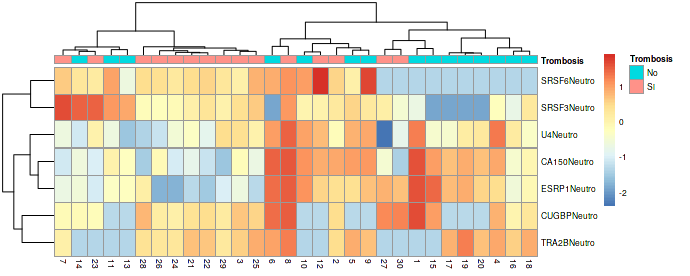 Trombosis
Trombosis
No
SI
SRSF6Neutro
SRSF3Neutro
U4Neutro
CA150Neutro
ESRP1Neutro
CUGBPNeutro
TRA2BNeutro
1
0
-1
-2
7 14 23 11 13 28 26 24 21 22 29 3 25 6 8 10 12 2 5 9 27 30 1 15 17 19 20 4 16 18